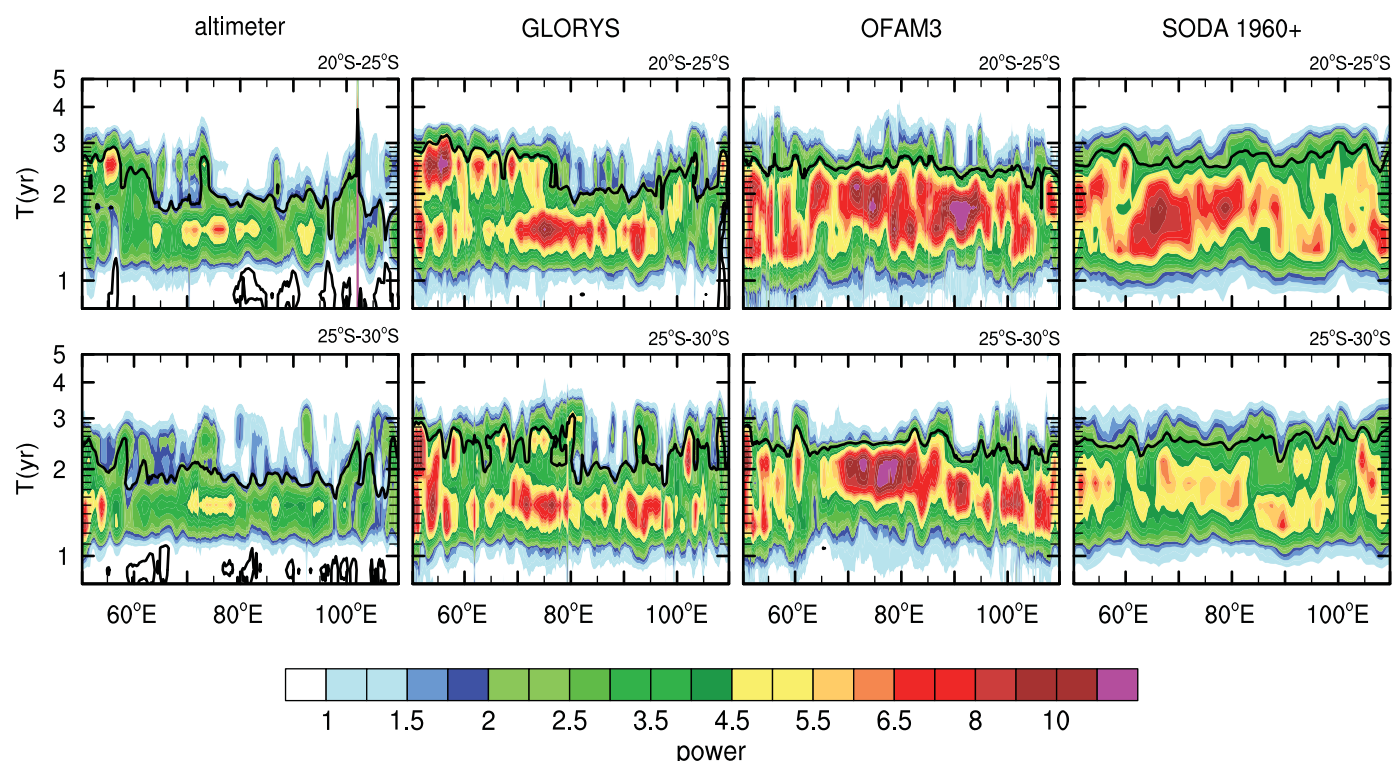 altimeter GLORYS OFAM3 SODA 1960+
20°S-25°S 20°S-25°S 20°S-25°S 20°S-25°S
5
4
3
2
1
T(yr)
25°S-30°S 25°S-30°S 25°S-30°S 25°S-30°S
5
4
3
2
1
T(yr)
60°E 80°E 100°E 60°E 80°E 100°E 60°E 80°E 100°E 60°E 80°E 100°E
1 1.5 2 2.5 3.5 4.5 5.5 6.5 8 10
power